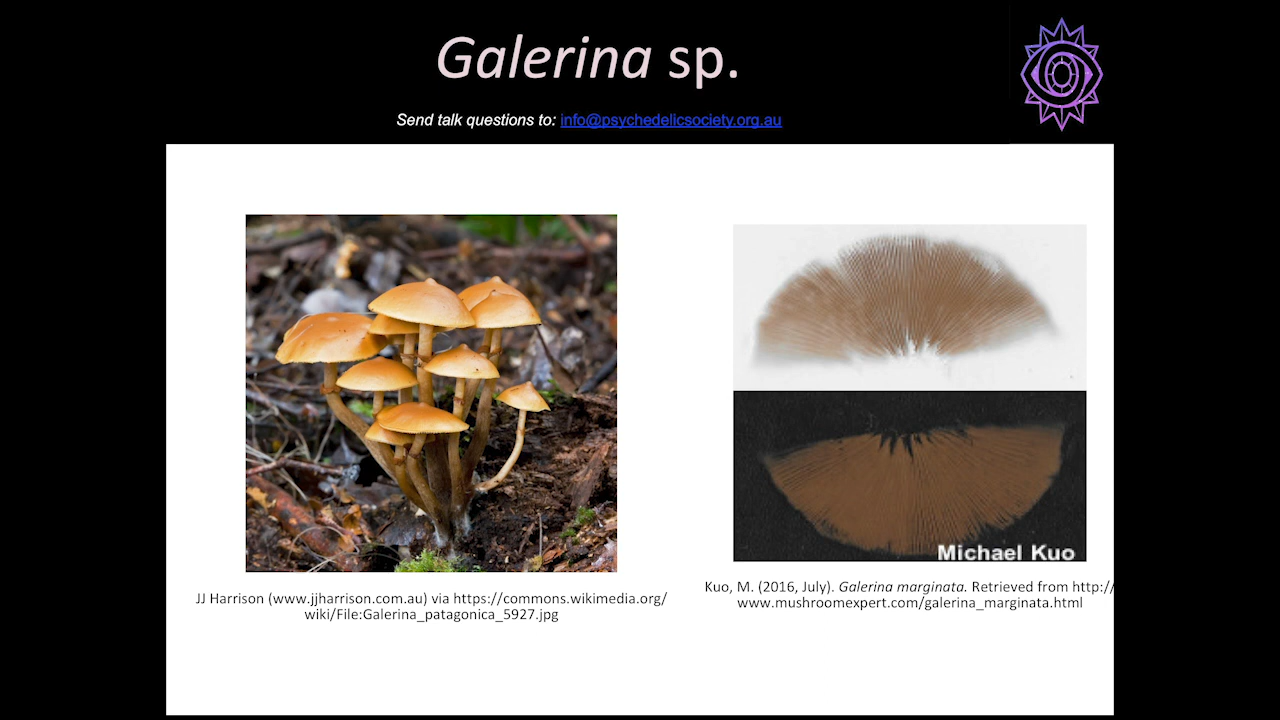 Galerina sp.
Send talk questions to: info@psychedelicsociety.org.au
Michael Kuo
JJ Harrison (www.jjharrison.com.au) via https://commons.wikimedia.org/
wiki/File:Galerina_patagonica_5927.jpg
Kuo, M. (2016, July). Galerina marginata. Retrieved from http://
www.mushroomexpert.com/galerina_marginata.html